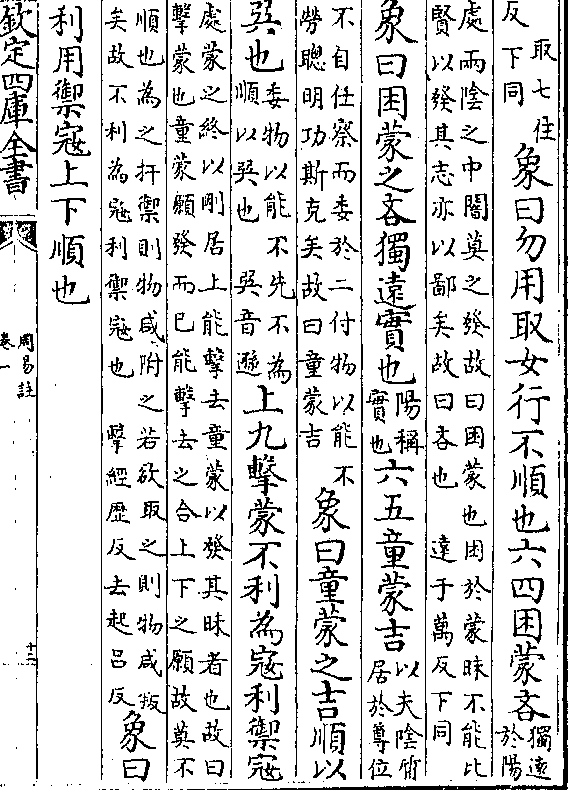 取七住
反下同
象曰勿用取女行不順也六四困蒙吝
獨遠
於陽
處兩陰之中闇莫之發故曰困蒙也困於蒙昧不能比
賢以發其志亦以鄙矣故曰吝也　遠于萬反下同
象曰困蒙之吝獨遠實也
陽稱
實也
六五童蒙吉
以夫陰質
居於尊位
不自任察而委於二付物以能不
勞聰明功斯克矣故曰童蒙吉
象曰童蒙之吉順以
巽也
委物以能不先不為
順以巽也　巽音遜
上九擊蒙不利為寇利禦寇
處蒙之終以剛居上能擊去童蒙以發其昧者也故曰
擊蒙也童蒙願發而已能擊去之合上下之願故莫不
順也為之扞禦則物咸附之若欲取之則物咸叛
矣故不利為寇利禦寇也　擊經歷反去起呂反
象曰
利用禦寇上下順也
欽定四庫全書
周易註
卷一
十二